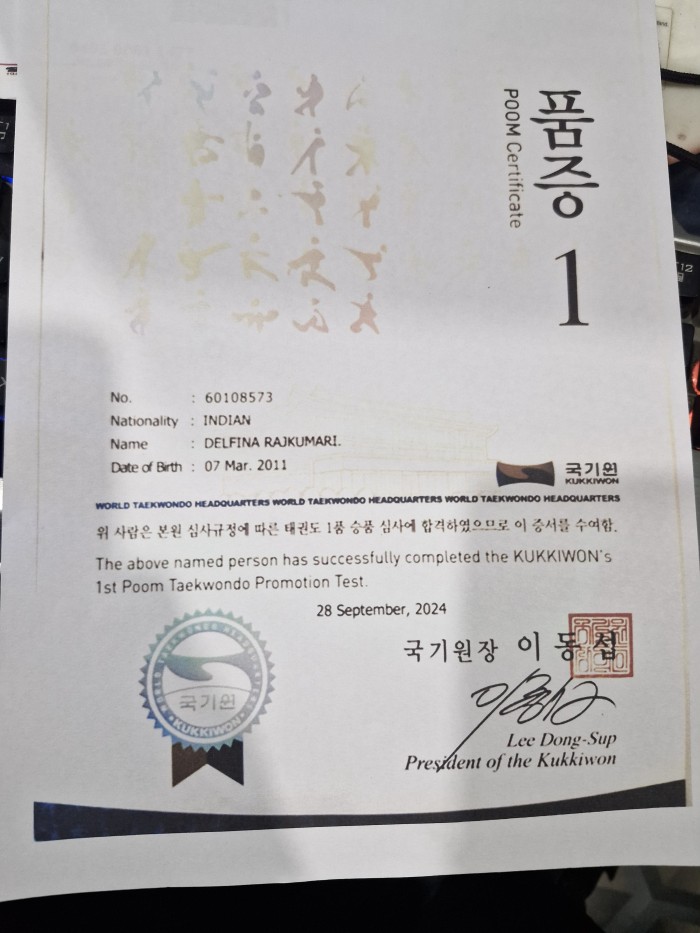 품증
POOM Certificate
1
No. : 60108573
Nationality : INDIAN
Name : DELFINA RAJKUMARI.
Date of Birth : 07 Mar. 2011
국기원
KUKKIWON
WORLD TAEKWONDO HEADQUARTERS WORLD TAEKWONDO HEADQUARTERS WORLD TAEKWONDO HEADQUARTERS
위 사람은 본원 심사규정에 따른 태권도 1품 승품 심사에 합격하였으므로 이 증서를 수여함.
The above named person has successfully completed the KUKKIWON's
1st Poom Taekwondo Promotion Test.
28 September, 2024
국기원장 이동섭
WORLD TAEKWONDO HEADQUARTERS
국기원
KUKKIWON
Lee Dong-Sup
President of the Kukkiwon
F12